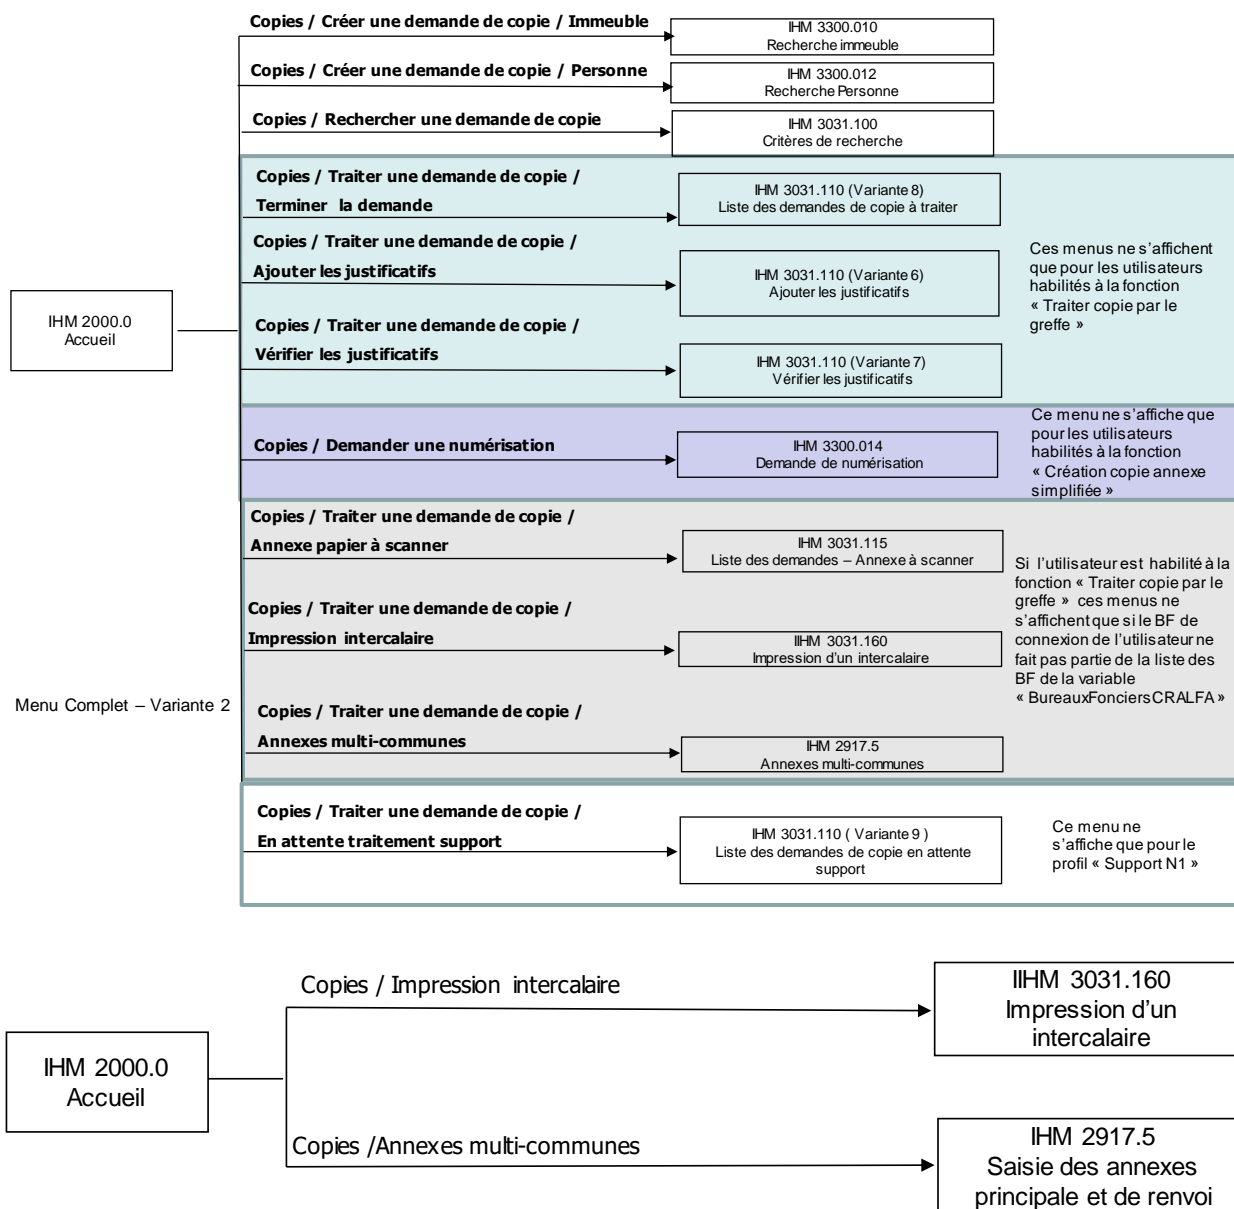 Copies / Créer une demande de copie / Immeuble
IHM 3300.010
Recherche immeuble
Copies / Créer une demande de copie / Personne
IHM 3300.012
Recherche Personne
Copies / Rechercher une demande de copie
IHM 3031.100
Critères de recherche
Copies / Traiter une demande de copie /
Terminer la demande
IHM 3031.110 (Variante 8)
Liste des demandes de copie à traiter
Copies / Traiter une demande de copie /
Ajouter les justificatifs
IHM 3031.110 (Variante 6)
Ajouter les justificatifs
Ces menus ne s’affichent
que pour les utilisateurs
habilités à la fonction
« Traiter copie par le
greffe »
IHM 2000.0
Accueil
Copies / Traiter une demande de copie /
Vérifier les justificatifs
IHM 3031.110 (Variante 7)
Vérifier les justificatifs
Copies / Demander une numérisation
IHM 3300.014
Demande de numérisation
Ce menu ne s’affiche que
pour les utilisateurs
habilités à la fonction
« Création copie annexe
simplifiée »
Copies / Traiter une demande de copie /
Annexe papier à scanner
IHM 3031.115
Liste des demandes – Annexe à scanner
Copies / Traiter une demande de copie /
Impression intercalaire
IIHM 3031.160
Impression d’un intercalaire
Si l’utilisateur est habilité à la
fonction « Traiter copie par le
greffe » ces menus ne
s’affichent que si le BF de
connexion de l’utilisateur ne
fait pas partie de la liste des
BF de la variable
« BureauxFonciersCRALFA »
Menu Complet – Variante 2
Copies / Traiter une demande de copie /
Annexes multi-communes
IHM 2917.5
Annexes multi-communes
Copies / Traiter une demande de copie /
En attente traitement support
IHM 3031.110 ( Variante 9 )
Liste des demandes de copie en attente
support
Ce menu ne
s’affiche que pour le
profil « Support N1 »
Copies / Impression intercalaire
IIHM 3031.160
Impression d’un
intercalaire
IHM 2000.0
Accueil
Copies /Annexes multi-communes
IHM 2917.5
Saisie des annexes
principale et de renvoi